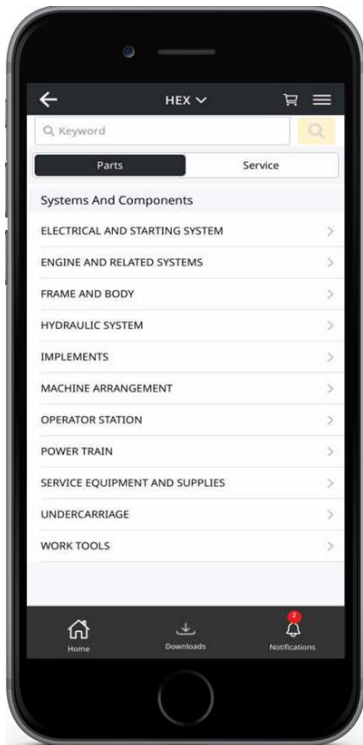 HEX
Keyword
Parts Service
Systems And Components
ELECTRICAL AND STARTING SYSTEM
ENGINE AND RELATED SYSTEMS
FRAME AND BODY
HYDRAULIC SYSTEM
IMPLEMENTS
MACHINE ARRANGEMENT
OPERATOR STATION
POWER TRAIN
SERVICE EQUIPMENT AND SUPPLIES
UNDERCARRIAGE
WORK TOOLS
2
Home Downloads Notifications